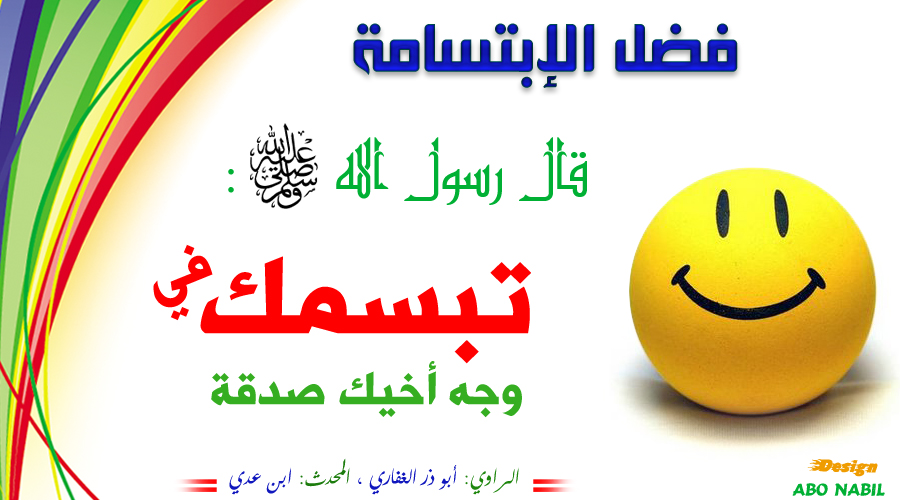 فضل الإبتسامة
قال رسول الله ﷺ :
تبسمك في
وجه أخيك صدقة
الراوي: أبو ذر الغفاري ، المحدث: ابن عدي
Design
ABO NABIL